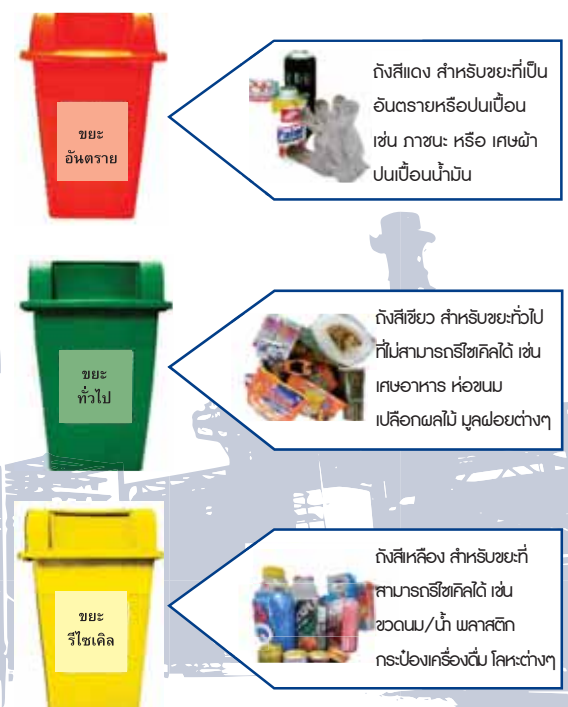 ขยะ
อันตราย
ถังสีแดง สำหรับขยะที่เป็น
อันตรายหรือปนเปื้อน
เช่น ภาชนะ หรือ เศษผ้า
ปนเปื้อนน้ำมัน
ขยะ
ทั่วไป
ถังสีเขียว สำหรับขยะทั่วไป
ที่ไม่สามารถรีไซเคิลได้ เช่น
เศษอาหาร ห่อขนม
เปลือกผลไม้ มูลฝอยต่างๆ
ขยะ
รีไซเคิล
ถังสีเหลือง สำหรับขยะที่
สามารถรีไซเคิลได้ เช่น
ขวดนม/น้ำ พลาสติก
กระป๋องเครื่องดื่ม โลหะต่างๆ